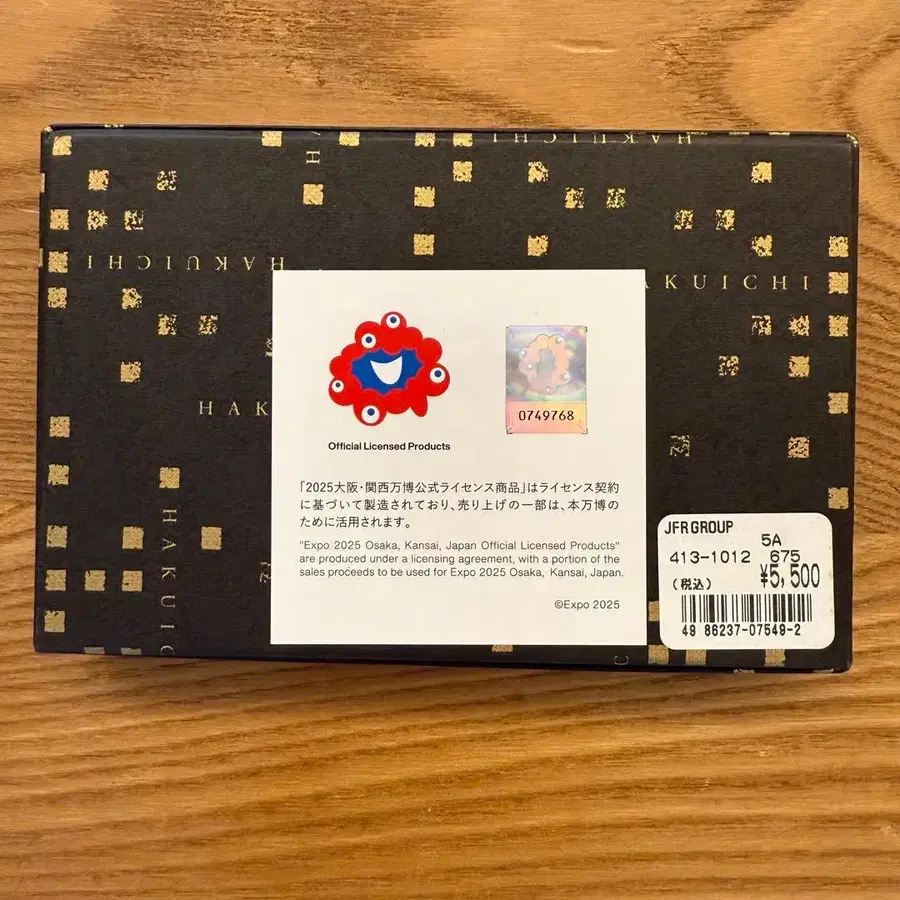 HAKUICHI
H
HAKUICHI
HAKUICHI
AKUICHI
HAK
HAKUIC
C
0749768
Official Licensed Products
「2025大阪・関西万博公式ライセンス商品」はライセンス契約
に基づいて製造されており、売り上げの一部は、本万博の
ために活用されます。
"Expo 2025 Osaka, Kansai, Japan Official Licensed Products"
are produced under a licensing agreement, with a portion of the
sales proceeds to be used for Expo 2025 Osaka, Kansai, Japan.
©Expo 2025
JFR GROUP
5A
413-1012 675
(税込) ¥5,500
49 86237-07549-2